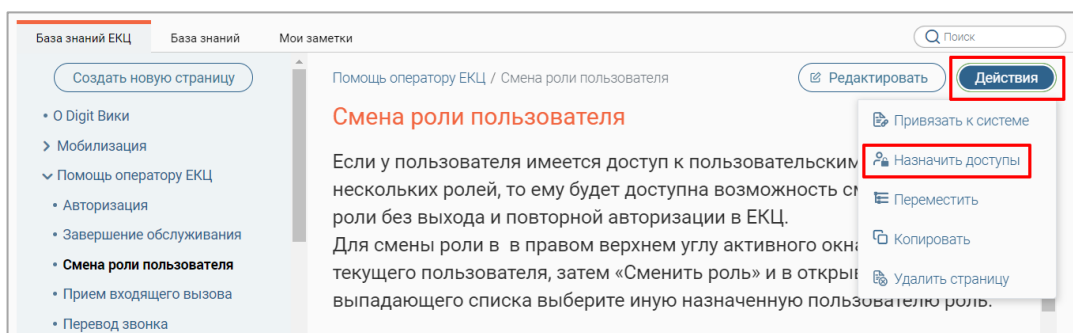 База знаний ЕКЦ База знаний Мои заметки Поиск
Создать новую страницу
• О Digit Вики
Мобилизация
Помощь оператору ЕКЦ
• Авторизация
• Завершение обслуживания
• Смена роли пользователя
• Прием входящего вызова
• Перевод звонка
Помощь оператору ЕКЦ / Смена роли пользователя
Редактировать Действия
Смена роли пользователя
Если у пользователя имеется доступ к пользовательским
нескольких ролей, то ему будет доступна возможность
роли без выхода и повторной авторизации в ЕКЦ.
Для смены роли в в правом верхнем углу активного
текущего пользователя, затем «Сменить роль» и в
выпадающего списка выберите иную назначенную пользователю роль.
Привязать к системе
Назначить доступы
Переместить
Копировать
Удалить страницу